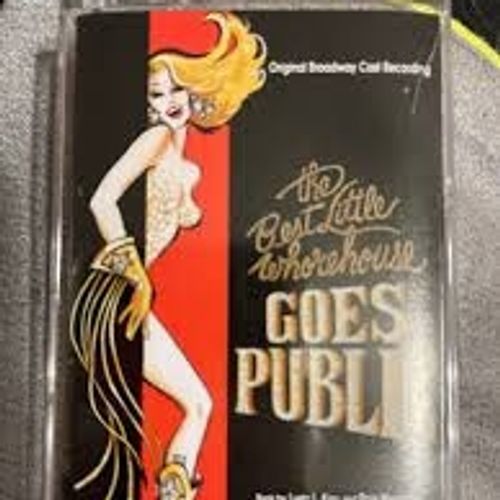 Original Broadway Cast Recording
the
Best Little
Whorehouse
GOES
PUBLI